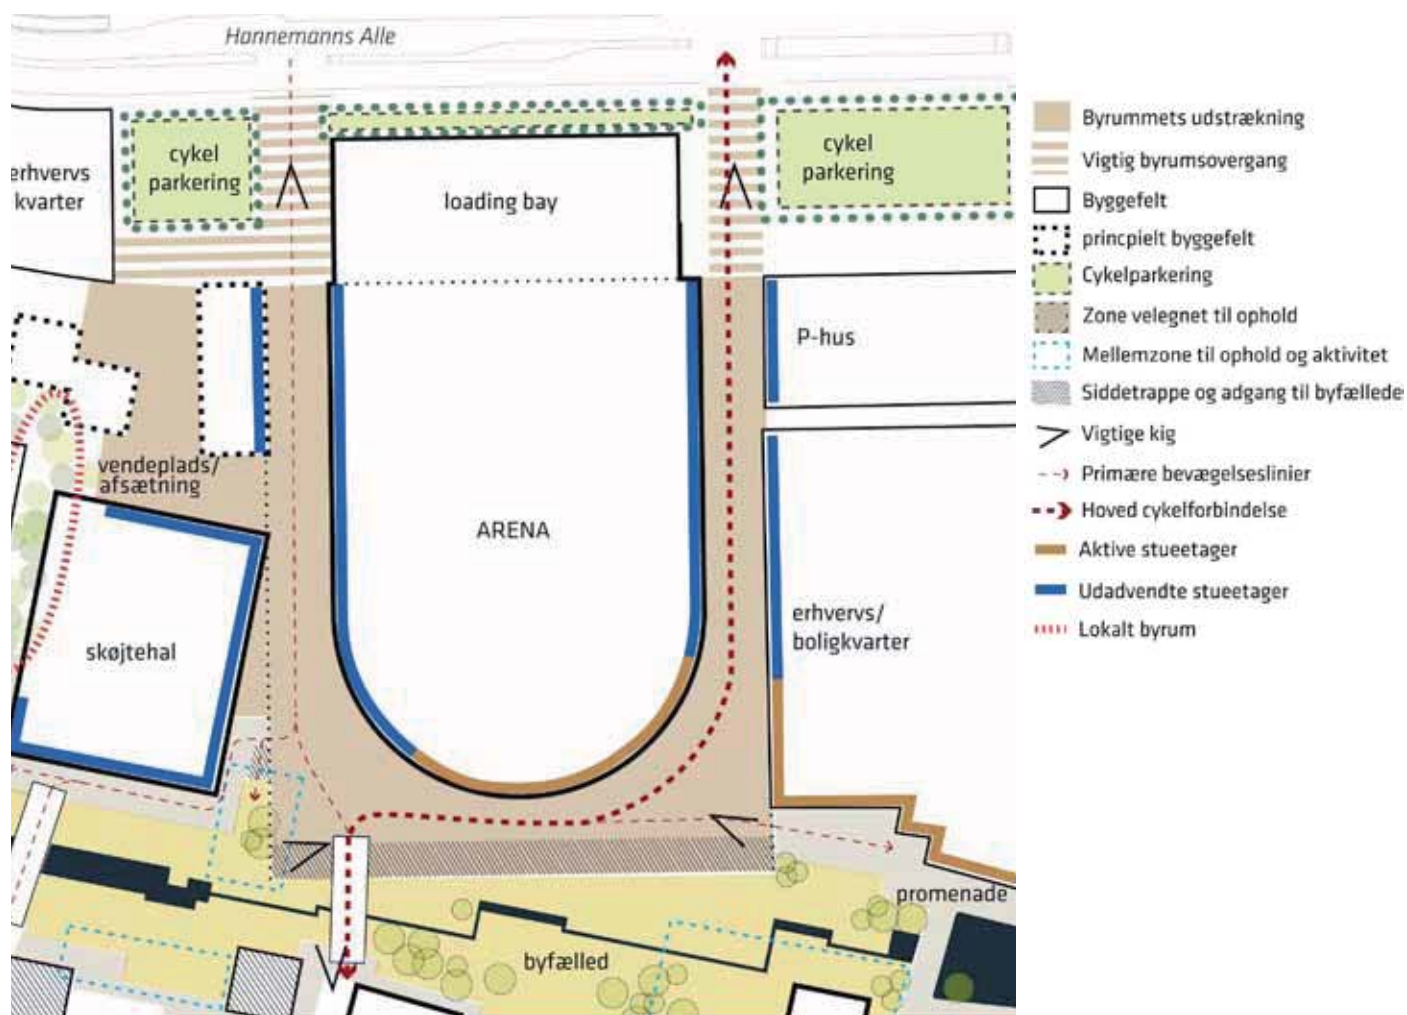 Hannemanns Alle
cykel
parkering
cykel
parkering
erhvervs
kvarter
loading bay
P-hus
vendeplads/
afsætning
ARENA
skøjtehal
erhvervs/
boligkvarter
promenade
byfælled
Byrummets udstrækning
Vigtig byrumsovergang
Byggefelt
princpielt byggefelt
Cykelparkering
Zone velegnet til ophold
Mellemzone til ophold og aktivitet
Siddetrappe og adgang til byfællede
Vigtige kig
Primære bevægelseslinier
Hoved cykelforbindelse
Aktive stueetager
Udadvendte stueetager
Lokalt byrum